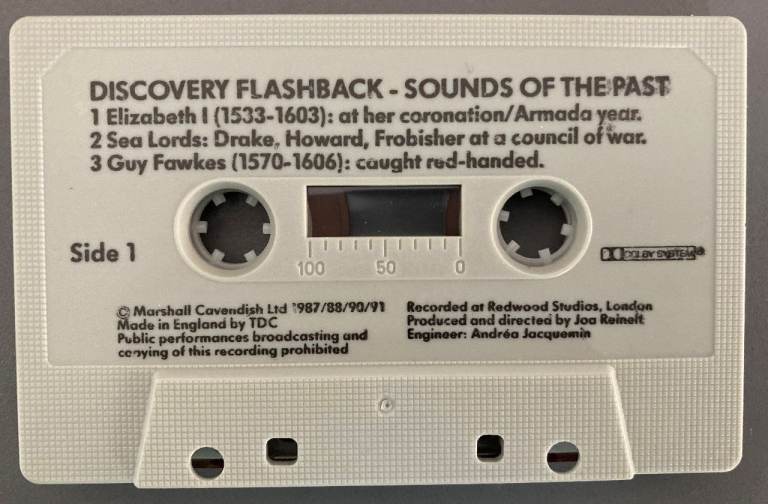 DISCOVERY FLASHBACK - SOUNDS OF THE PAST
1 Elizabeth I (1533-1603): at her coronation/Armada year.
2 Sea Lords: Drake, Howard, Frobisher at a council of war.
3 Guy Fawkes (1570-1606): caught red-handed.
Side 1
100 50 0
DOLBY SYSTEM
© Marshall Cavendish Ltd 1987/88/90/91
Made in England by TDC
Public performances broadcasting and
copying of this recording prohibited
Recorded at Redwood Studios, London
Produced and directed by Joa Reinelt
Engineer: Andréa Jacquemin